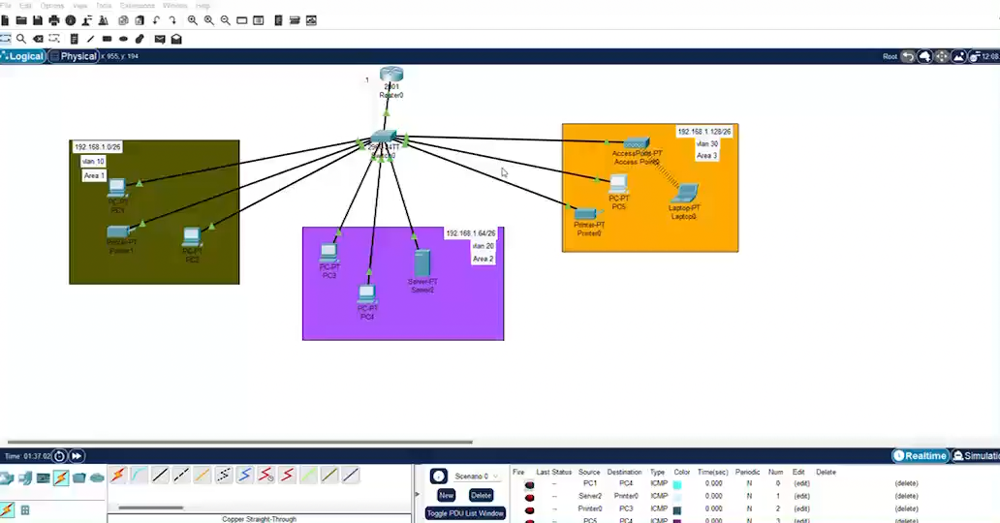 File Edit Options View Tools Extensions Window Help
Logical Physical x: 955, y: 194 Root 12:08:
.1
2901
Router0
2960-24TT
Switch0
192.168.1.0/26
vlan 10
Area 1
PC-PT
PC1
Printer-PT
Printer1
PC-PT
PC2
192.168.1.64/26
vlan 20
Area 2
PC-PT
PC3
PC-PT
PC4
Server-PT
Server2
192.168.1.128/26
vlan 30
Area 3
AccessPoint-PT
Access Point0
PC-PT
PC5
Laptop-PT
Laptop0
Printer-PT
Printer0
Time: 01:37:02
Realtime Simulatio
Scenario 0
New Delete
Toggle PDU List Window
Copper Straight-Through
Fire Last Status Source Destination Type Color Time(sec) Periodic Num Edit Delete
-- PC1 PC4 ICMP 0.000 N 0 (edit) (delete)
-- Server2 Printer0 ICMP 0.000 N 1 (edit) (delete)
-- Printer0 PC3 ICMP 0.000 N 2 (edit) (delete)
-- PC5 PC4 ICMP 0.000 N 3 (edit) (delete)